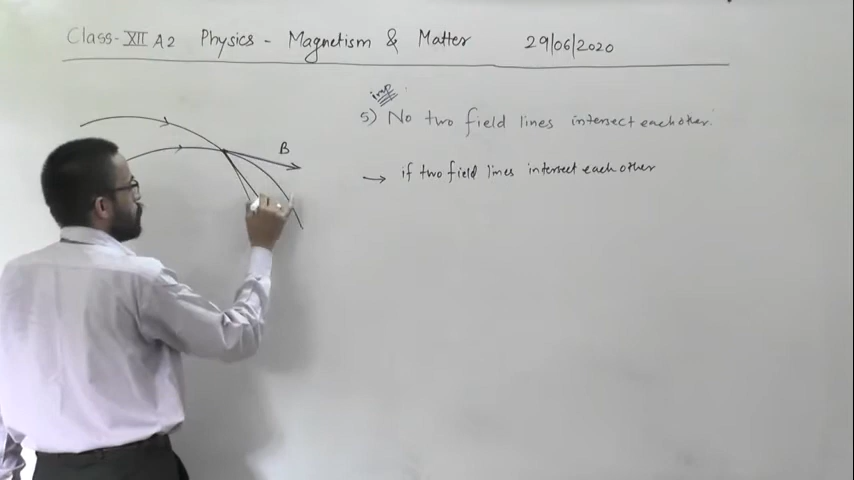 Class-XII A2 Physics - Magnetism & Matter 29/06/2020
imp
5) No two field lines intersect each other.
→ if two field lines intersect each other
B